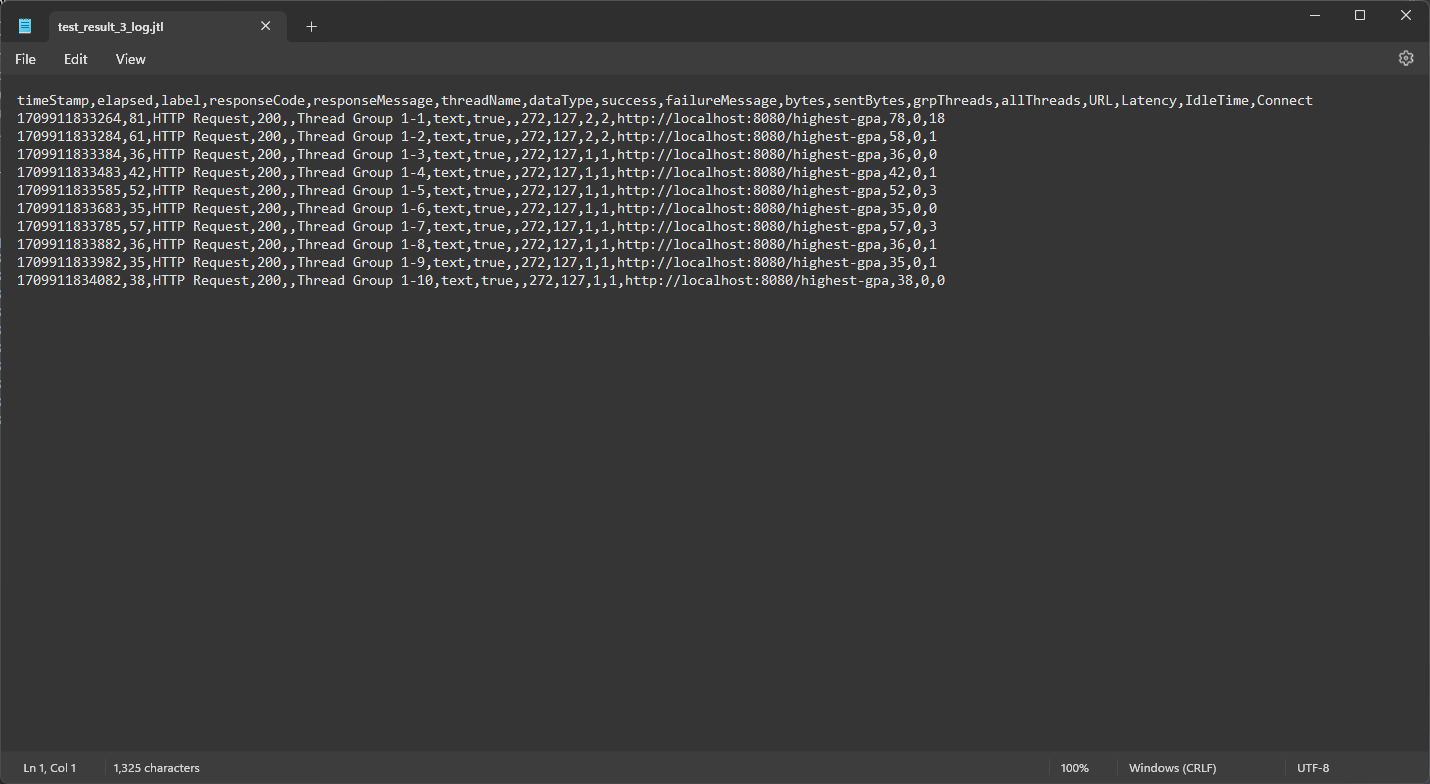 test_result_3_log.jtl
File Edit View
timeStamp,elapsed,label,responseCode,responseMessage,threadName,dataType,success,failureMessage,bytes,sentBytes,grpThreads,allThreads,URL,Latency,IdleTime,Connect
1709911833264,81,HTTP Request,200,,Thread Group 1-1,text,true,,272,127,2,2,http://localhost:8080/highest-gpa,78,0,18
1709911833284,61,HTTP Request,200,,Thread Group 1-2,text,true,,272,127,2,2,http://localhost:8080/highest-gpa,58,0,1
1709911833384,36,HTTP Request,200,,Thread Group 1-3,text,true,,272,127,1,1,http://localhost:8080/highest-gpa,36,0,0
1709911833483,42,HTTP Request,200,,Thread Group 1-4,text,true,,272,127,1,1,http://localhost:8080/highest-gpa,42,0,1
1709911833585,52,HTTP Request,200,,Thread Group 1-5,text,true,,272,127,1,1,http://localhost:8080/highest-gpa,52,0,3
1709911833683,35,HTTP Request,200,,Thread Group 1-6,text,true,,272,127,1,1,http://localhost:8080/highest-gpa,35,0,0
1709911833785,57,HTTP Request,200,,Thread Group 1-7,text,true,,272,127,1,1,http://localhost:8080/highest-gpa,57,0,3
1709911833882,36,HTTP Request,200,,Thread Group 1-8,text,true,,272,127,1,1,http://localhost:8080/highest-gpa,36,0,1
1709911833982,35,HTTP Request,200,,Thread Group 1-9,text,true,,272,127,1,1,http://localhost:8080/highest-gpa,35,0,1
1709911834082,38,HTTP Request,200,,Thread Group 1-10,text,true,,272,127,1,1,http://localhost:8080/highest-gpa,38,0,0
Ln 1, Col 1 1,325 characters 100% Windows (CRLF) UTF-8